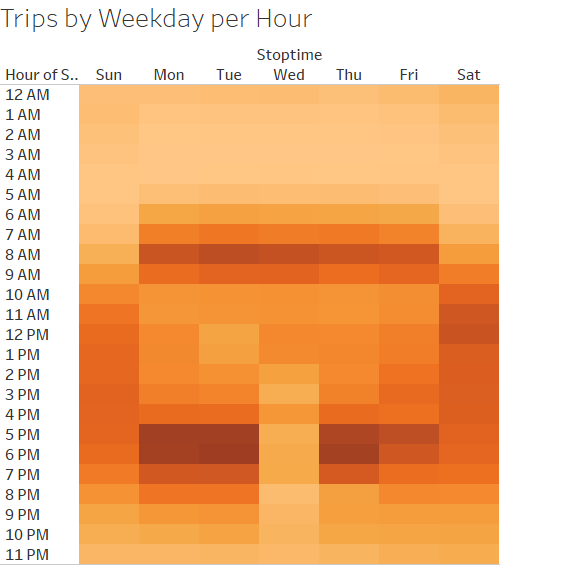 Trips by Weekday per Hour
Stoptime
Hour of S.. Sun Mon Tue Wed Thu Fri Sat
12 AM
1 AM
2 AM
3 AM
4 AM
5 AM
6 AM
7 AM
8 AM
9 AM
10 AM
11 AM
12 PM
1 PM
2 PM
3 PM
4 PM
5 PM
6 PM
7 PM
8 PM
9 PM
10 PM
11 PM